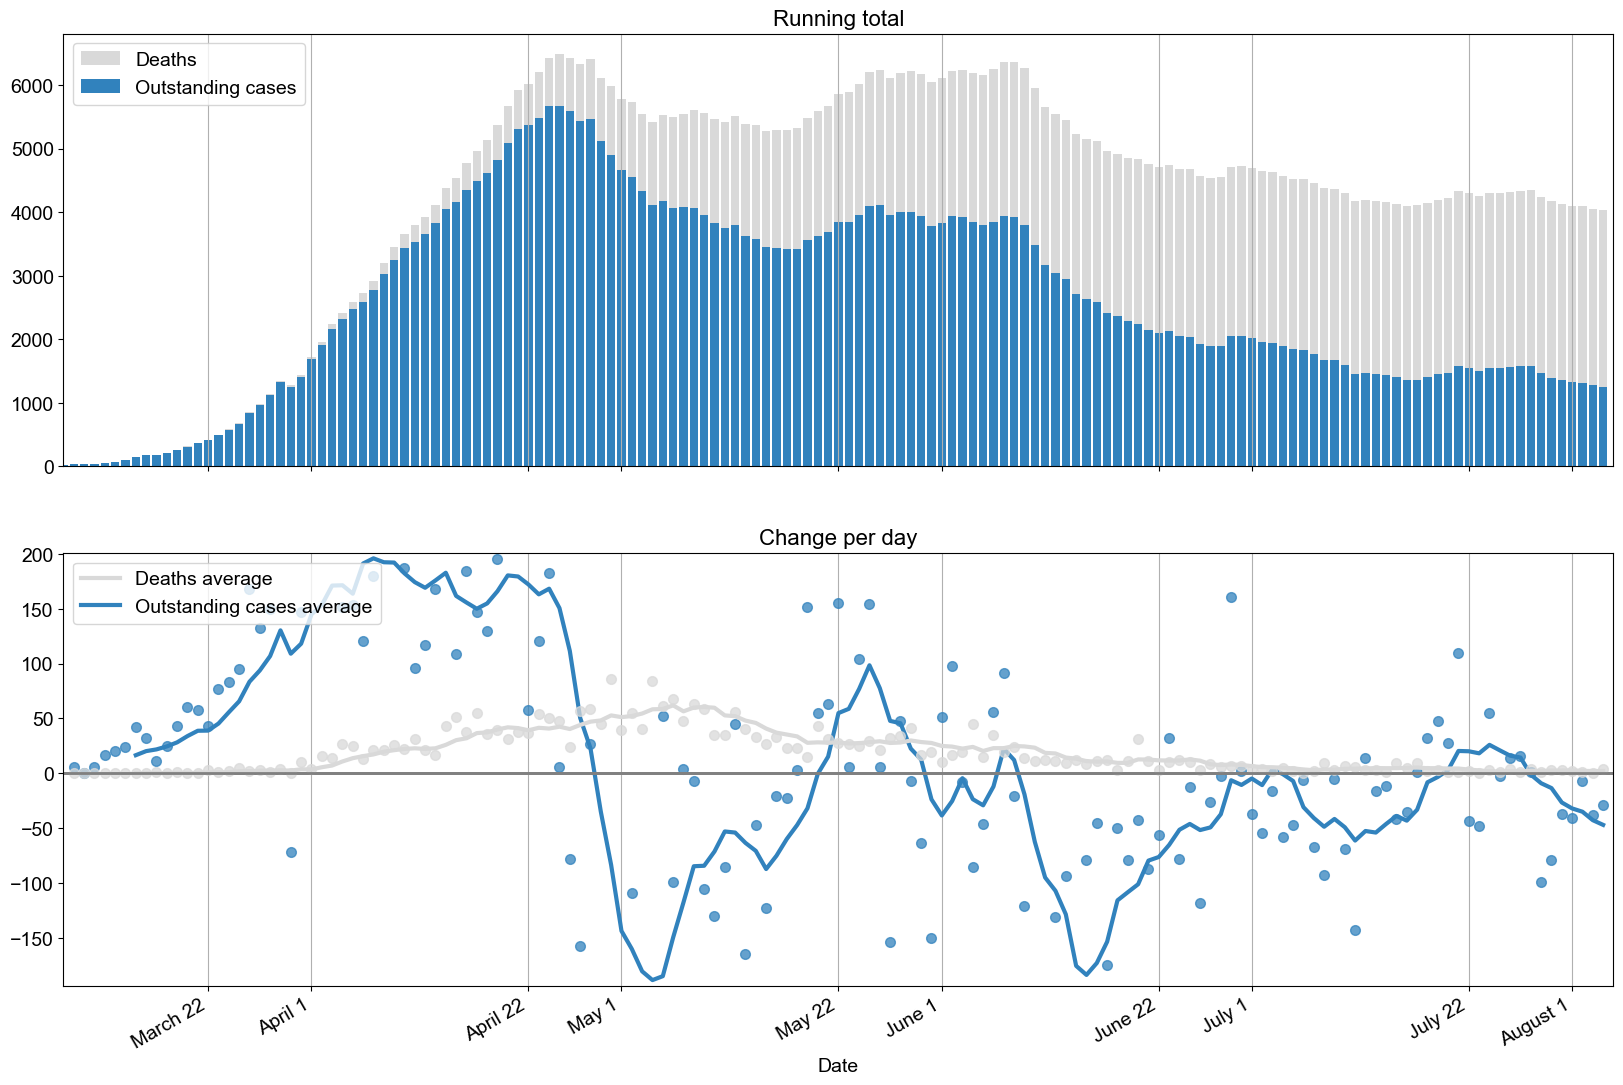 Running total
Deaths
Outstanding cases
6000
5000
4000
3000
2000
1000
0
Change per day
Deaths average
Outstanding cases average
200
150
100
50
0
−50
−100
−150
March 22
April 1
April 22
May 1
May 22
June 1
June 22
July 1
July 22
August 1
Date